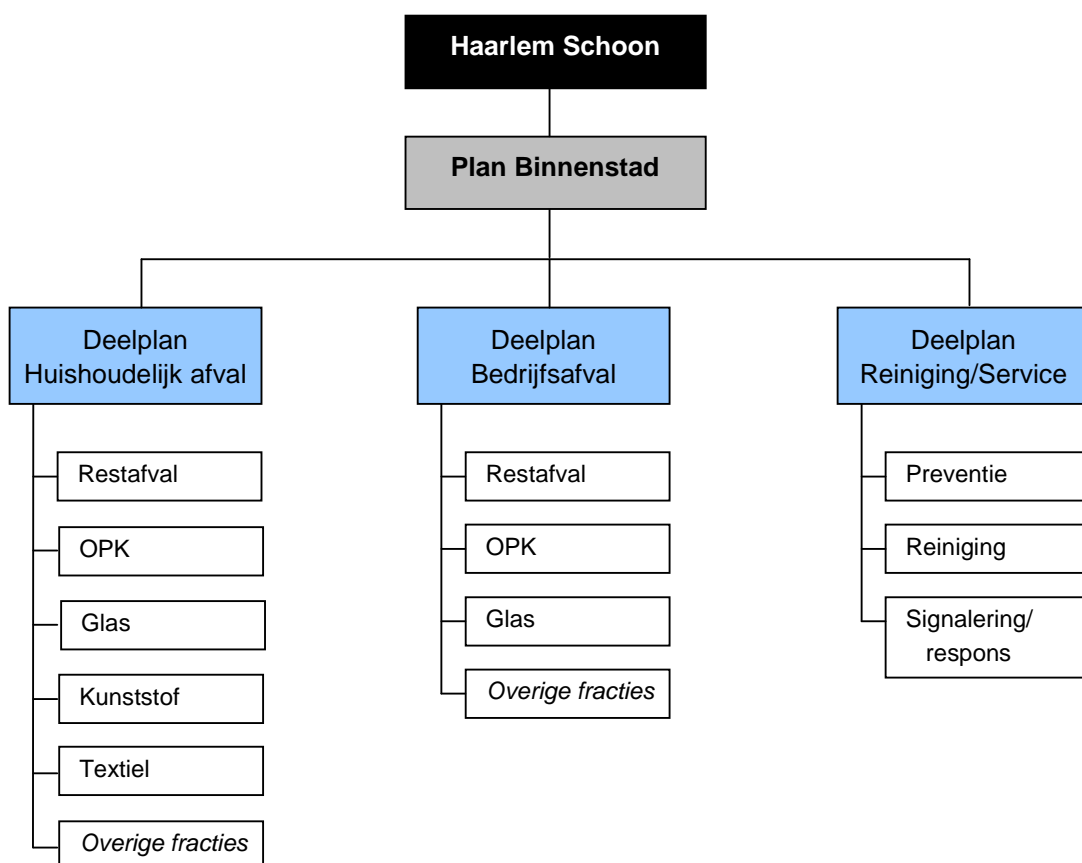 Haarlem Schoon
Plan Binnenstad
Deelplan
Huishoudelijk afval
Restafval
OPK
Glas
Kunststof
Textiel
Overige fracties
Deelplan
Bedrijfsafval
Restafval
OPK
Glas
Overige fracties
Deelplan
Reiniging/Service
Preventie
Reiniging
Signalering/
respons